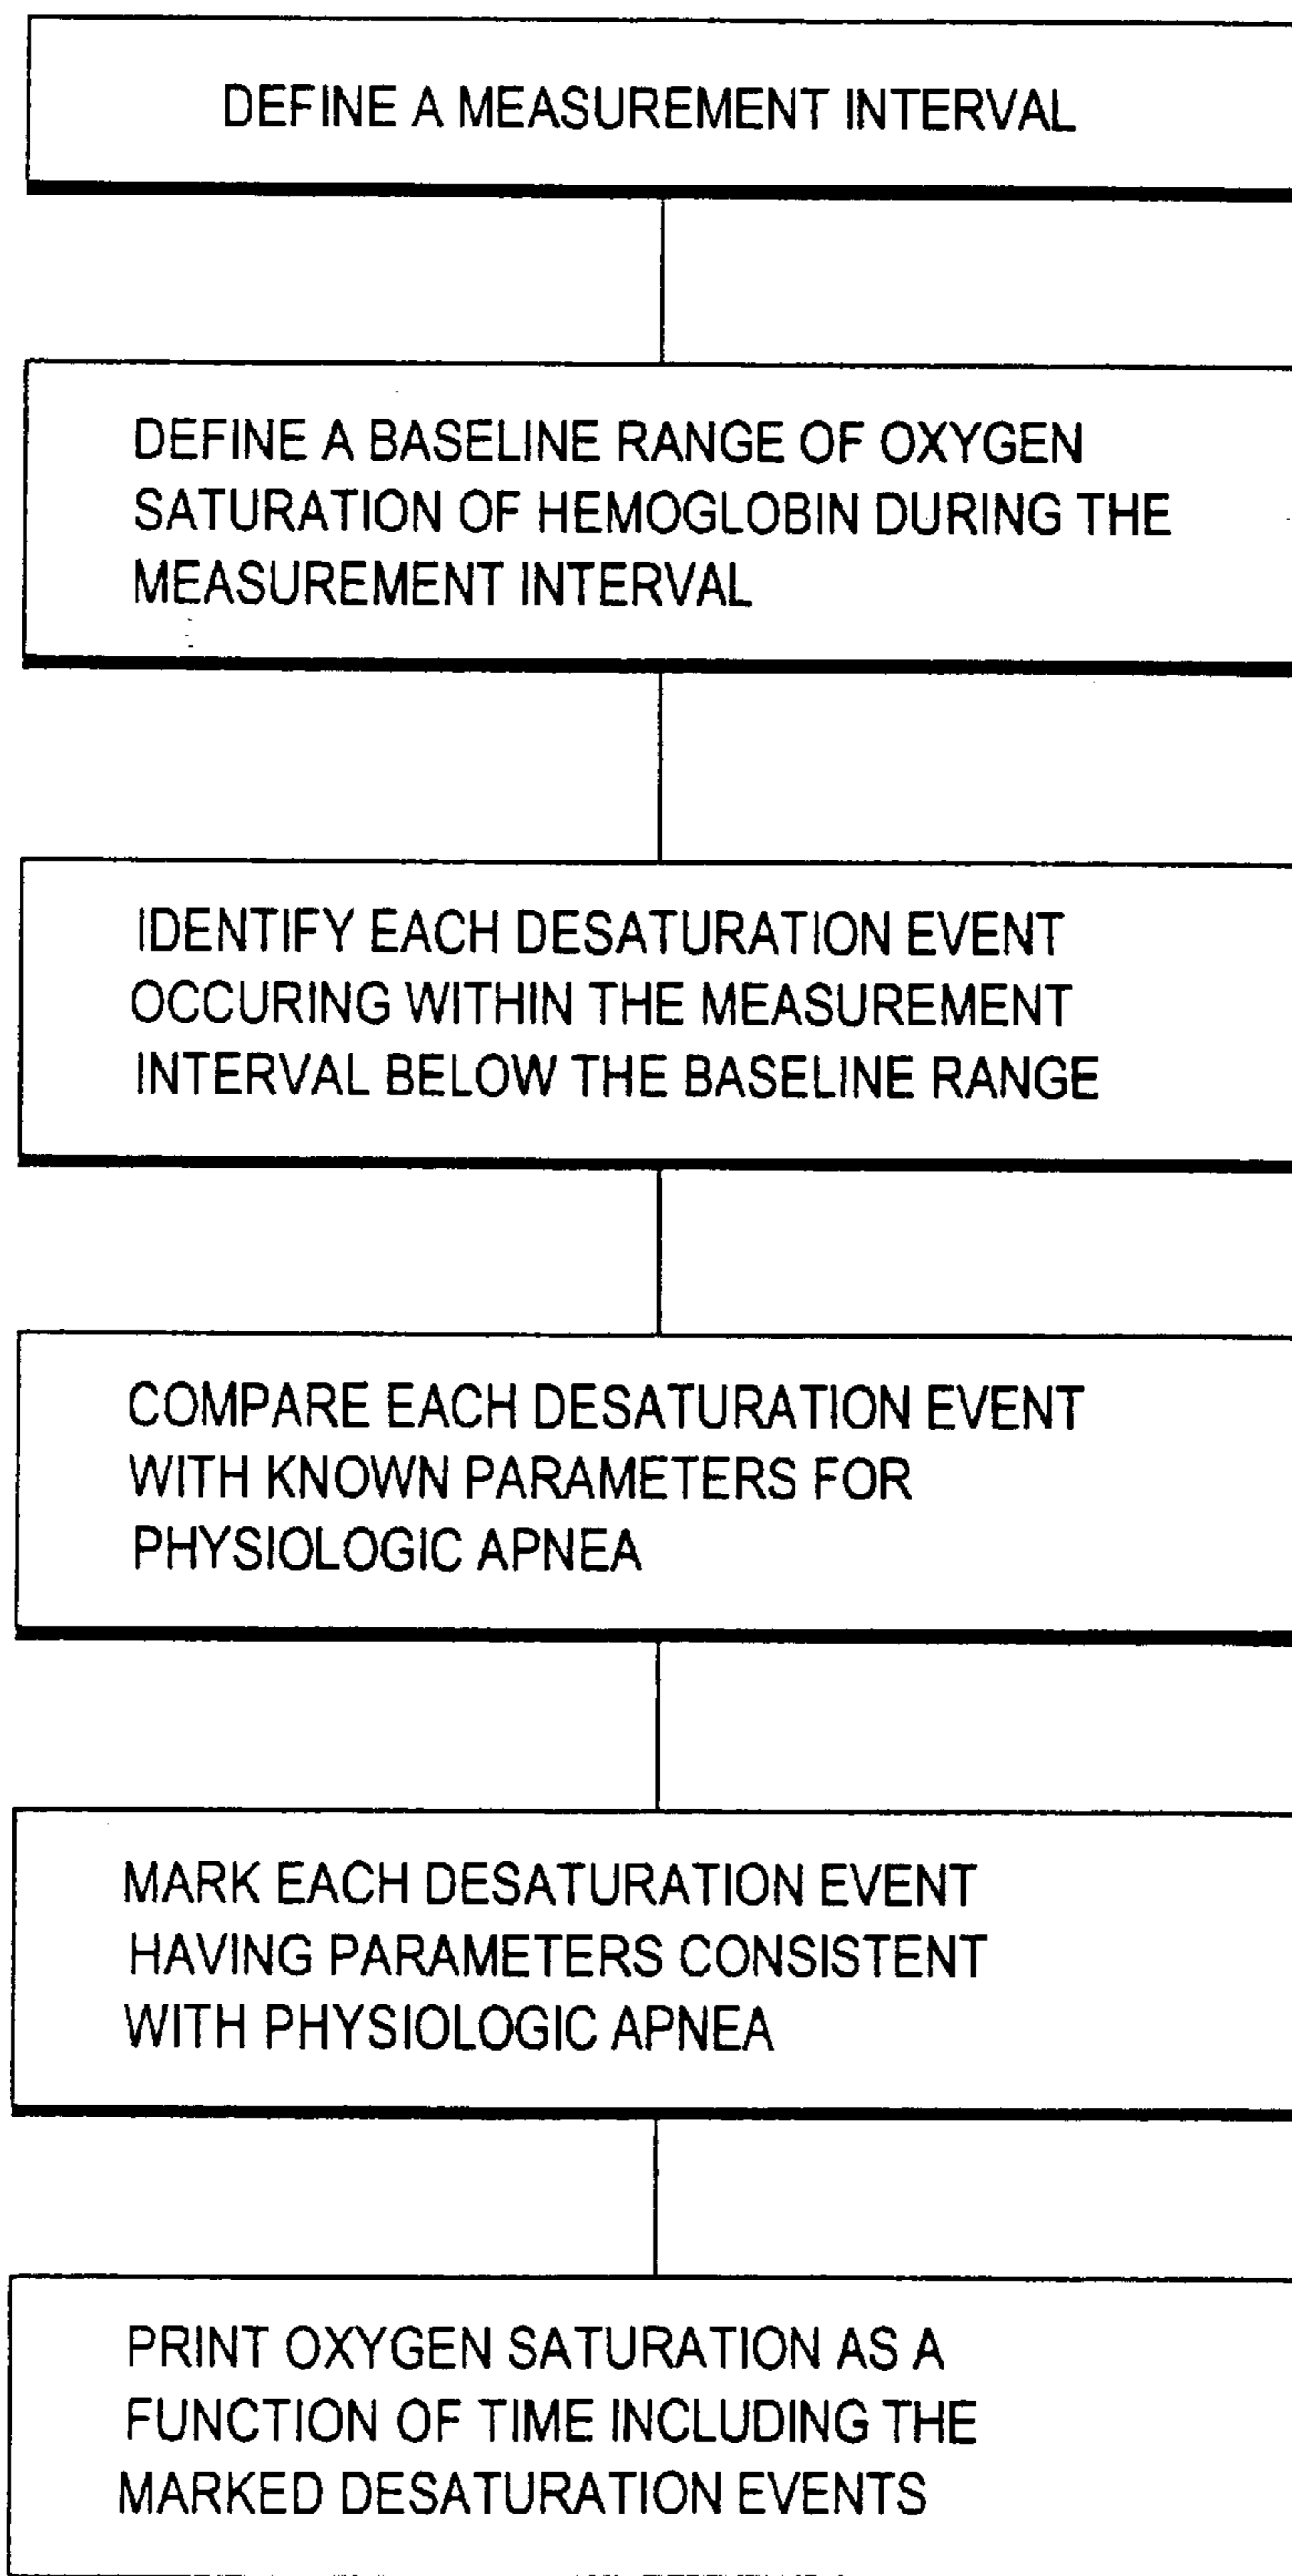 DEFINE A MEASUREMENT INTERVAL
DEFINE A BASELINE RANGE OF OXYGEN
SATURATION OF HEMOGLOBIN DURING THE
MEASUREMENT INTERVAL
IDENTIFY EACH DESATURATION EVENT
OCCURING WITHIN THE MEASUREMENT
INTERVAL BELOW THE BASELINE RANGE
COMPARE EACH DESATURATION EVENT
WITH KNOWN PARAMETERS FOR
PHYSIOLOGIC APNEA
MARK EACH DESATURATION EVENT
HAVING PARAMETERS CONSISTENT
WITH PHYSIOLOGIC APNEA
PRINT OXYGEN SATURATION AS A
FUNCTION OF TIME INCLUDING THE
MARKED DESATURATION EVENTS